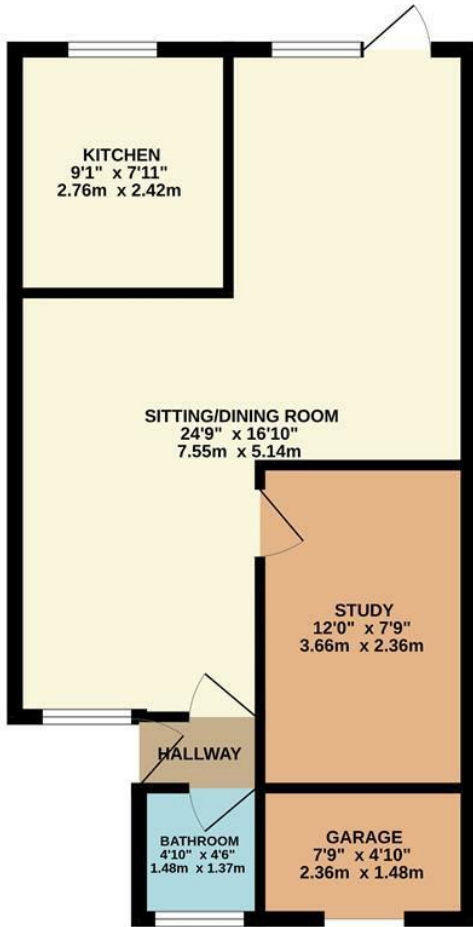 KITCHEN
9'1" x 7'11"
2.76m x 2.42m
SITTING/DINING ROOM
24'9" x 16'10"
7.55m x 5.14m
STUDY
12'0" x 7'9"
3.66m x 2.36m
HALLWAY
BATHROOM
4'10" x 4'6"
1.48m x 1.37m
GARAGE
7'9" x 4'10"
2.36m x 1.48m